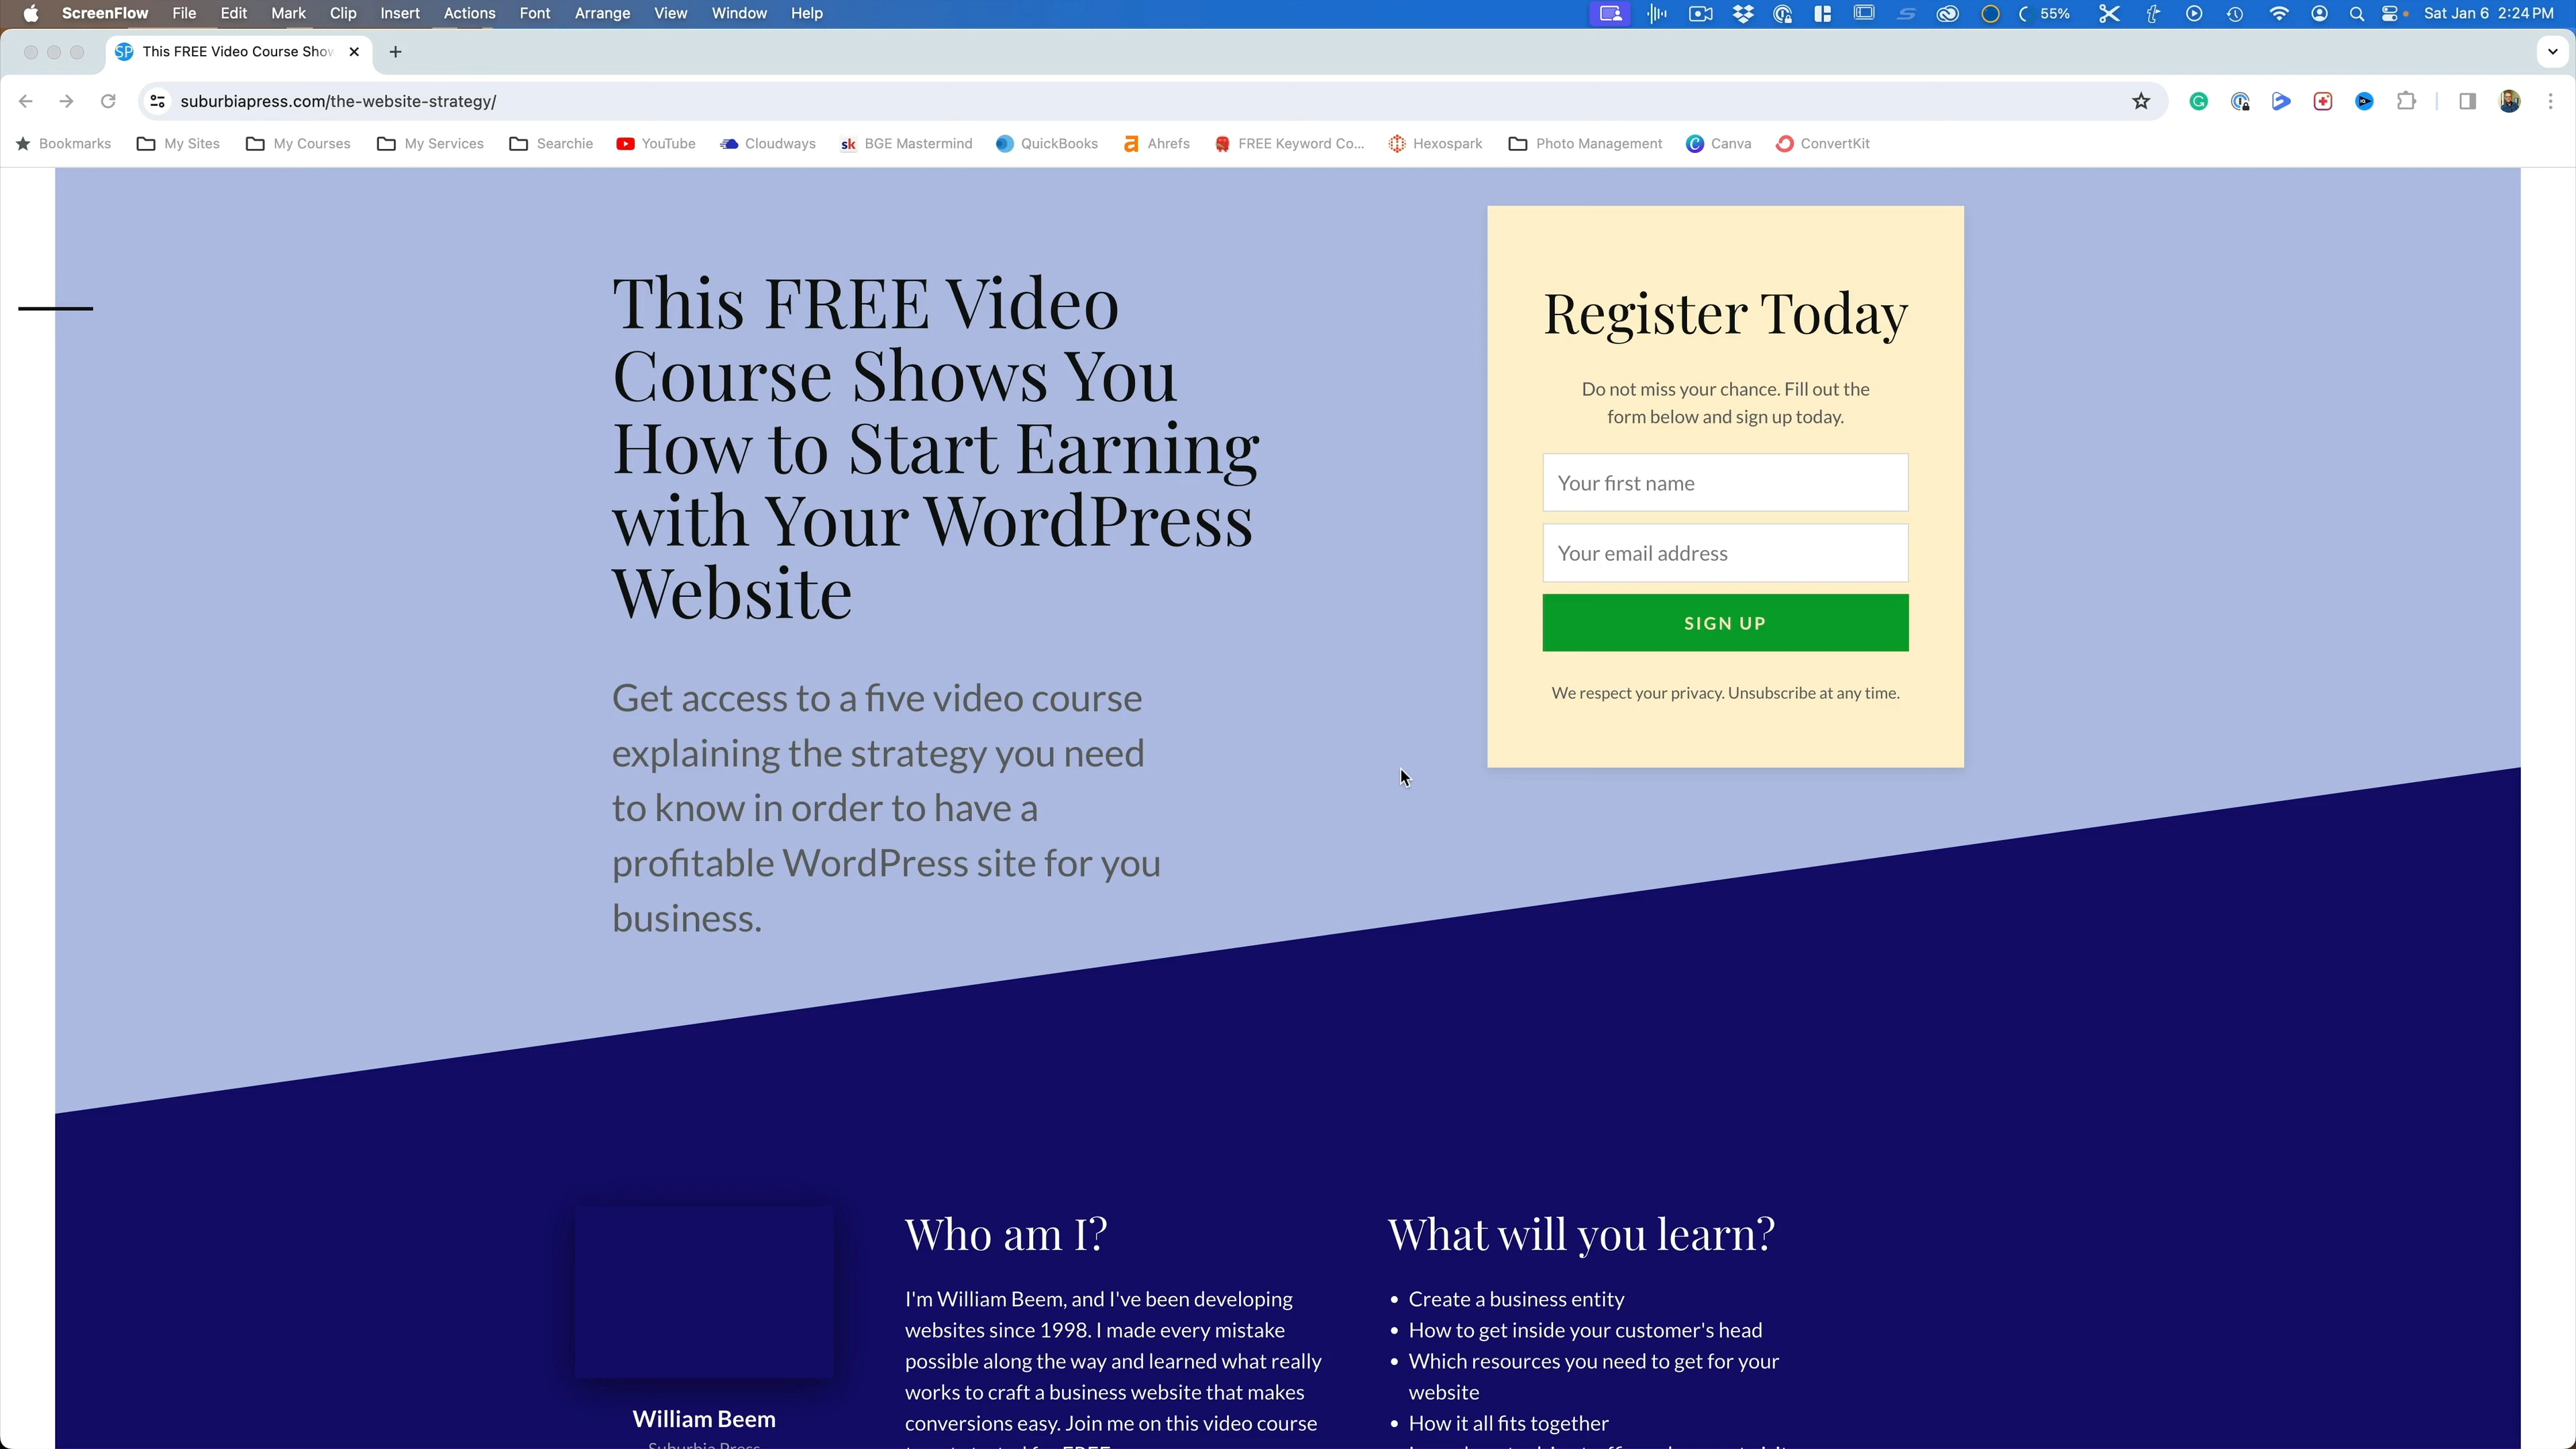 ScreenFlow File Edit Mark Clip Insert Actions Font Arrange View Window Help 55% Sat Jan 6 2:24 PM
SP This FREE Video Course Show
suburbiapress.com/the-website-strategy/
Bookmarks My Sites My Courses My Services Searchie YouTube Cloudways sk BGE Mastermind QuickBooks Ahrefs FREE Keyword Co... Hexospark Photo Management Canva ConvertKit
This FREE Video
Course Shows You
How to Start Earning
with Your WordPress
Website
Get access to a five video course
explaining the strategy you need
to know in order to have a
profitable WordPress site for you
business.
Register Today
Do not miss your chance. Fill out the
form below and sign up today.
Your first name
Your email address
SIGN UP
We respect your privacy. Unsubscribe at any time.
William Beem
Suburbia Press
Who am I?
I'm William Beem, and I've been developing
websites since 1998. I made every mistake
possible along the way and learned what really
works to craft a business website that makes
conversions easy. Join me on this video course
What will you learn?
• Create a business entity
• How to get inside your customer's head
• Which resources you need to get for your
website
• How it all fits together